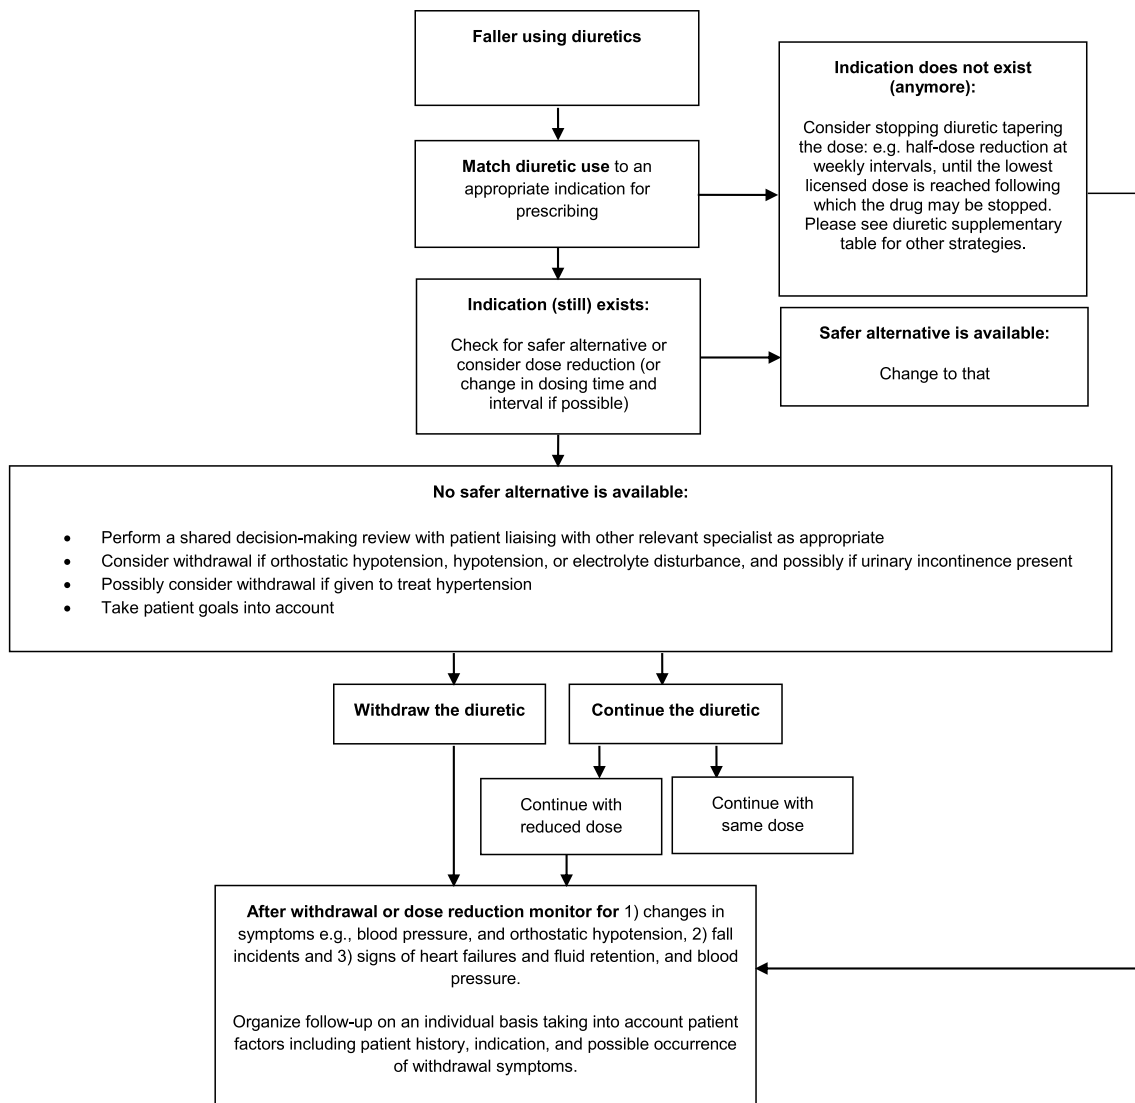 Faller using diuretics
Indication does not exist
(anymore):
Consider stopping diuretic tapering
the dose: e.g. half-dose reduction at
weekly intervals, until the lowest
licensed dose is reached following
which the drug may be stopped.
Please see diuretic supplementary
table for other strategies.
Match diuretic use to an
appropriate indication for
prescribing
Indication (still) exists:
Check for safer alternative or
consider dose reduction (or
change in dosing time and
interval if possible)
Safer alternative is available:
Change to that
No safer alternative is available:
• Perform a shared decision-making review with patient liaising with other relevant specialist as appropriate
• Consider withdrawal if orthostatic hypotension, hypotension, or electrolyte disturbance, and possibly if urinary incontinence present
• Possibly consider withdrawal if given to treat hypertension
• Take patient goals into account
Withdraw the diuretic
Continue the diuretic
Continue with
reduced dose
Continue with
same dose
After withdrawal or dose reduction monitor for 1) changes in
symptoms e.g., blood pressure, and orthostatic hypotension, 2) fall
incidents and 3) signs of heart failures and fluid retention, and blood
pressure.
Organize follow-up on an individual basis taking into account patient
factors including patient history, indication, and possible occurrence
of withdrawal symptoms.